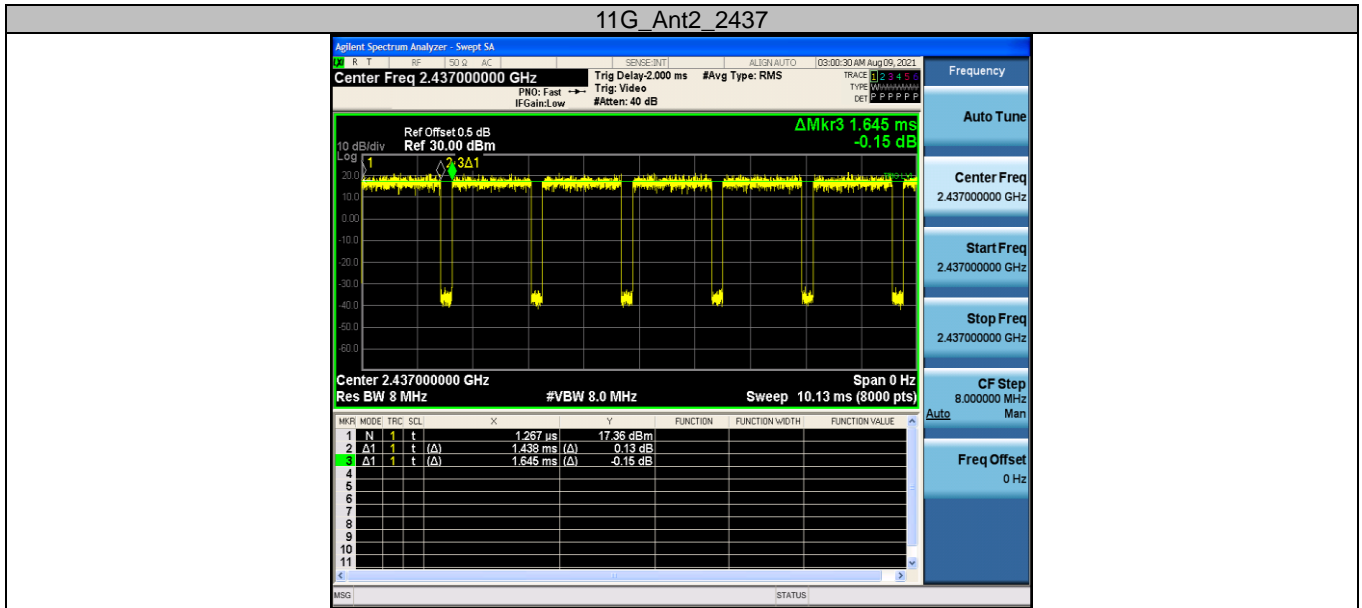 11G_Ant2_2437
Agilent Spectrum Analyzer - Swept SA
R T RF 50 Ω AC SENSE:INT ALIGN AUTO 03:00:30 AM Aug 09, 2021
Center Freq 2.437000000 GHz
PNO: Fast
IFGain:Low
Trig Delay-2.000 ms
Trig: Video
#Atten: 40 dB
#Avg Type: RMS
TRACE 1 2 3 4 5 6
TYPE W
DET P P P P P P
ΔMkr3 1.645 ms
-0.15 dB
Ref Offset 0.5 dB
10 dB/div Ref 30.00 dBm
Log
1 2 3Δ1
20.0
10.0
0.00
-10.0
-20.0
-30.0
-40.0
-50.0
-60.0
Center 2.437000000 GHz Span 0 Hz
Res BW 8 MHz #VBW 8.0 MHz Sweep 10.13 ms (8000 pts)
MKR MODE TRC SCL X Y FUNCTION FUNCTION WIDTH FUNCTION VALUE
1 N 1 t 1.267 µs 17.36 dBm
2 Δ1 1 t (Δ) 1.438 ms (Δ) 0.13 dB
3 Δ1 1 t (Δ) 1.645 ms (Δ) -0.15 dB
4
5
6
7
8
9
10
11
MSG STATUS
Frequency
Auto Tune
Center Freq
2.437000000 GHz
Start Freq
2.437000000 GHz
Stop Freq
2.437000000 GHz
CF Step
8.000000 MHz
Auto Man
Freq Offset
0 Hz